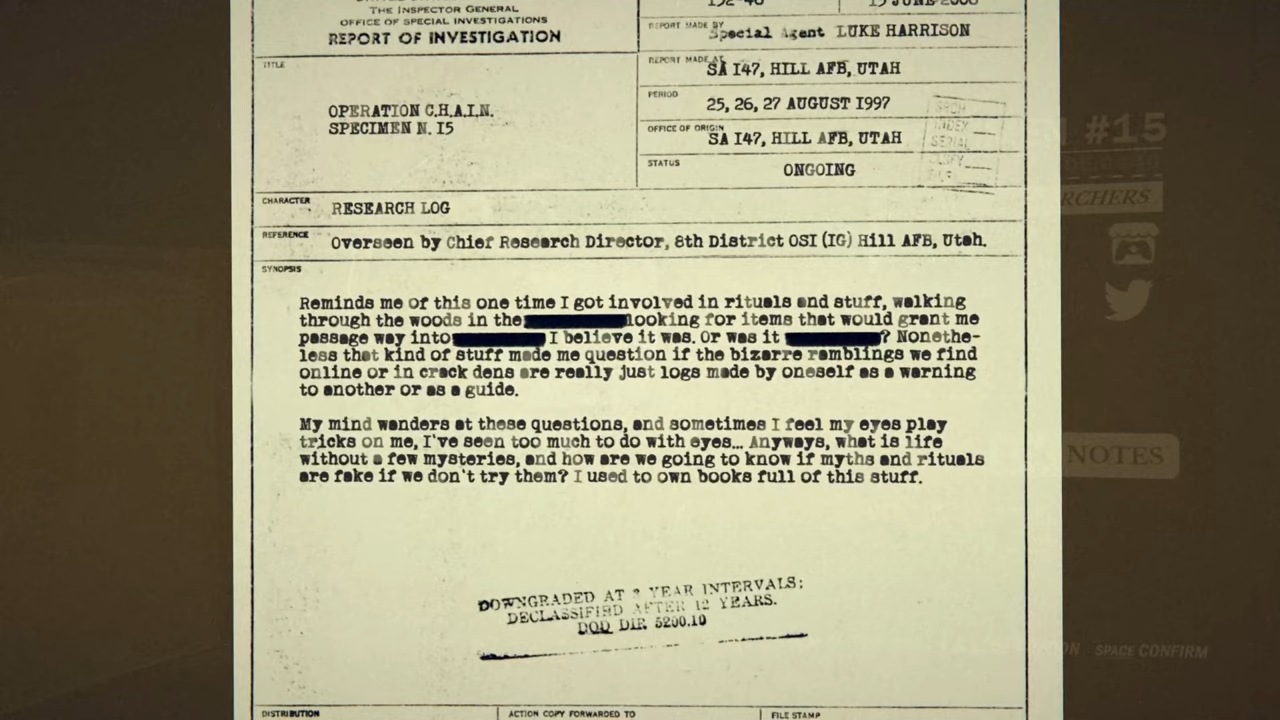 THE INSPECTOR GENERAL
OFFICE OF SPECIAL INVESTIGATIONS
REPORT OF INVESTIGATION
REPORT MADE BY
Special Agent LUKE HARRISON
TITLE
OPERATION C.H.A.I.N.
SPECIMEN N. 15
REPORT MADE AT
SA 147, HILL AFB, UTAH
PERIOD
25, 26, 27 AUGUST 1997
OFFICE OF ORIGIN
SA 147, HILL AFB, UTAH
STATUS
ONGOING
INDEX
SERIAL
#15
CHARACTER
RESEARCH LOG
REFERENCE
Overseen by Chief Research Director, 8th District OSI (IG) Hill AFB, Utah.
SYNOPSIS
Reminds me of this one time I got involved in rituals and stuff, walking
through the woods in the looking for items that would grant me
passage way into I believe it was. Or was it ? Nonethe-
less that kind of stuff made me question if the bizarre ramblings we find
online or in crack dens are really just logs made by oneself as a warning
to another or as a guide.
My mind wanders at these questions, and sometimes I feel my eyes play
tricks on me, I've seen too much to do with eyes... Anyways, what is life
without a few mysteries, and how are we going to know if myths and rituals
are fake if we don't try them? I used to own books full of this stuff.
NOTES
DOWNGRADED AT 3 YEAR INTERVALS;
DECLASSIFIED AFTER 12 YEARS.
DOD DIR 5200.10
SPACE CONFIRM
DISTRIBUTION
ACTION COPY FORWARDED TO
FILE STAMP